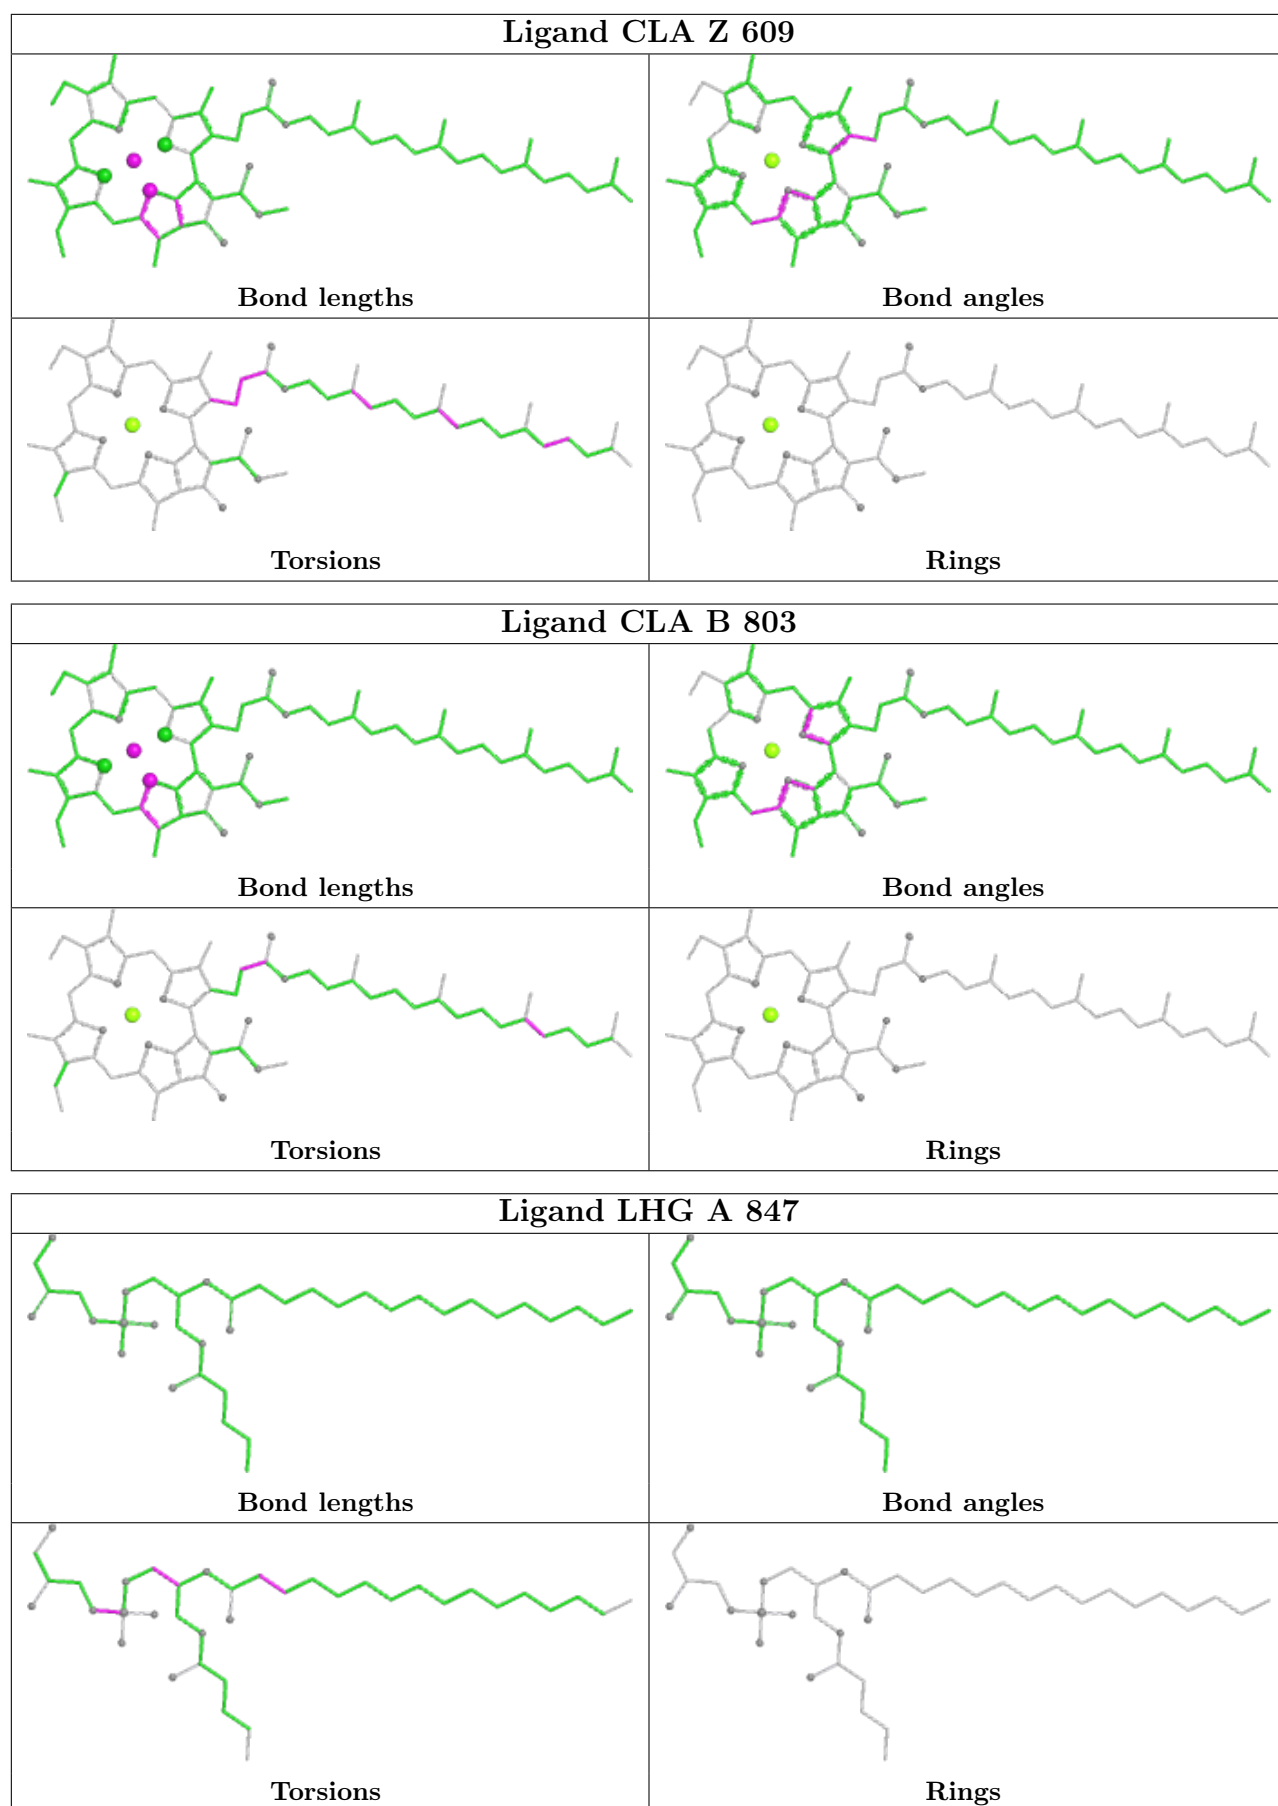 Ligand CLA Z 609
Bond lengths
Bond angles
Torsions
Rings
Ligand CLA B 803
Bond lengths
Bond angles
Torsions
Rings
Ligand LHG A 847
Bond lengths
Bond angles
Torsions
Rings